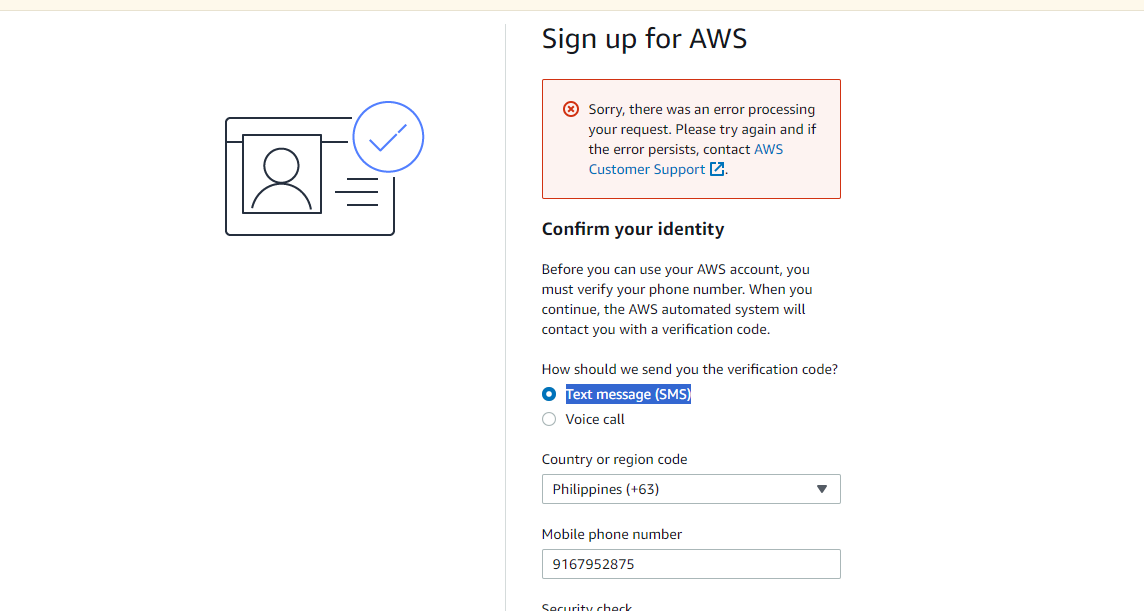 Sign up for AWS
Sorry, there was an error processing
your request. Please try again and if
the error persists, contact AWS
Customer Support.
Confirm your identity
Before you can use your AWS account, you
must verify your phone number. When you
continue, the AWS automated system will
contact you with a verification code.
How should we send you the verification code?
Text message (SMS)
Voice call
Country or region code
Philippines (+63)
Mobile phone number
9167952875
Security check